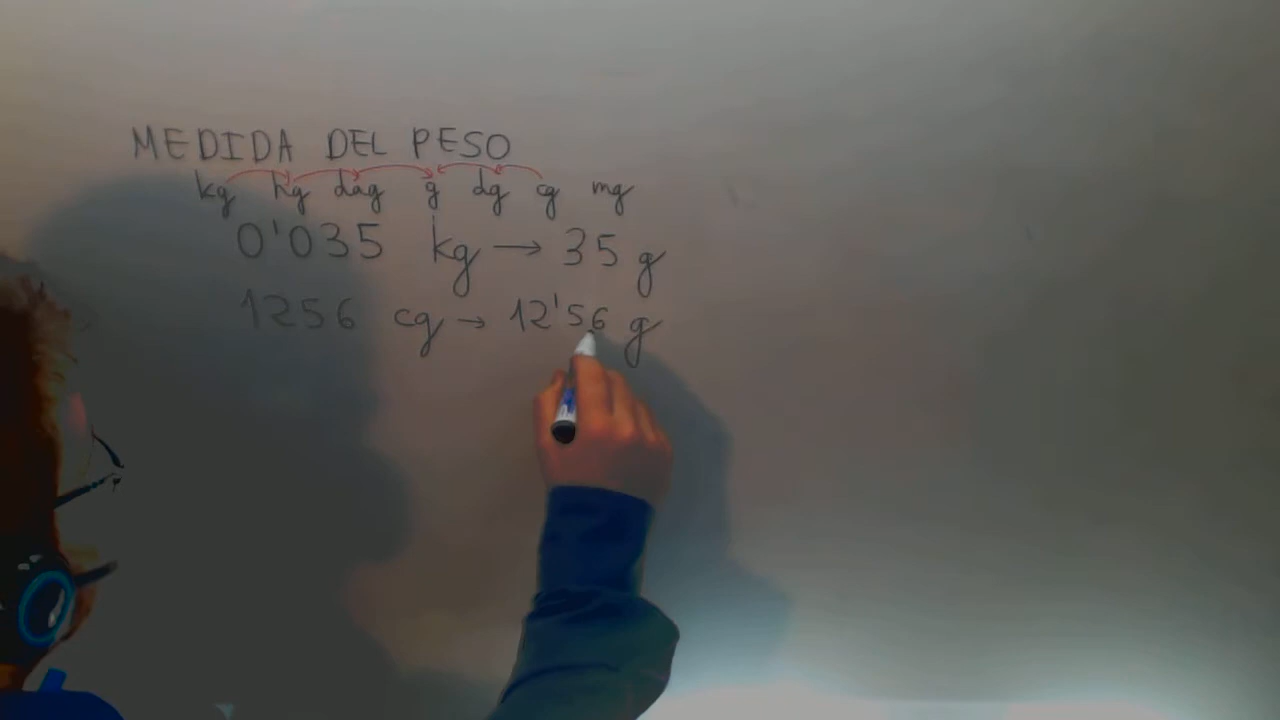 MEDIDA DEL PESO
kg hg dag g dg cg mg
0'035 kg → 35 g
1256 cg → 12'56 g